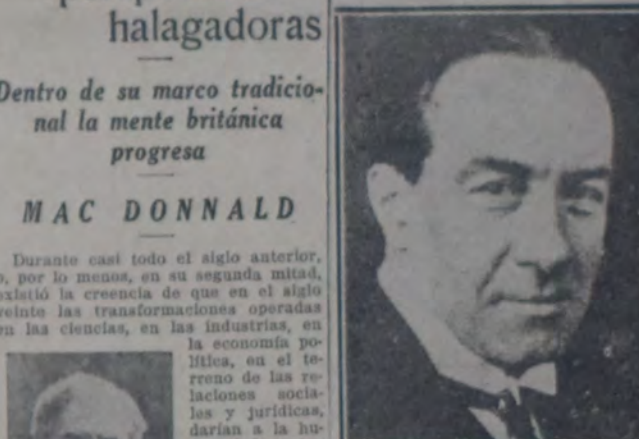 halagadoras
Dentro de su marco tradicio-
nal la mente británica
progresa
MAC DONNALD
Durante casi todo el siglo anterior,
o, por lo menos, en su segunda mitad,
existió la creencia de que en el siglo
veinte las transformaciones operadas
en las ciencias, en las industrias, en
la economía po-
lítica, en el te-
rreno de las re-
laciones socia-
les y jurídicas,
darían a la hu-